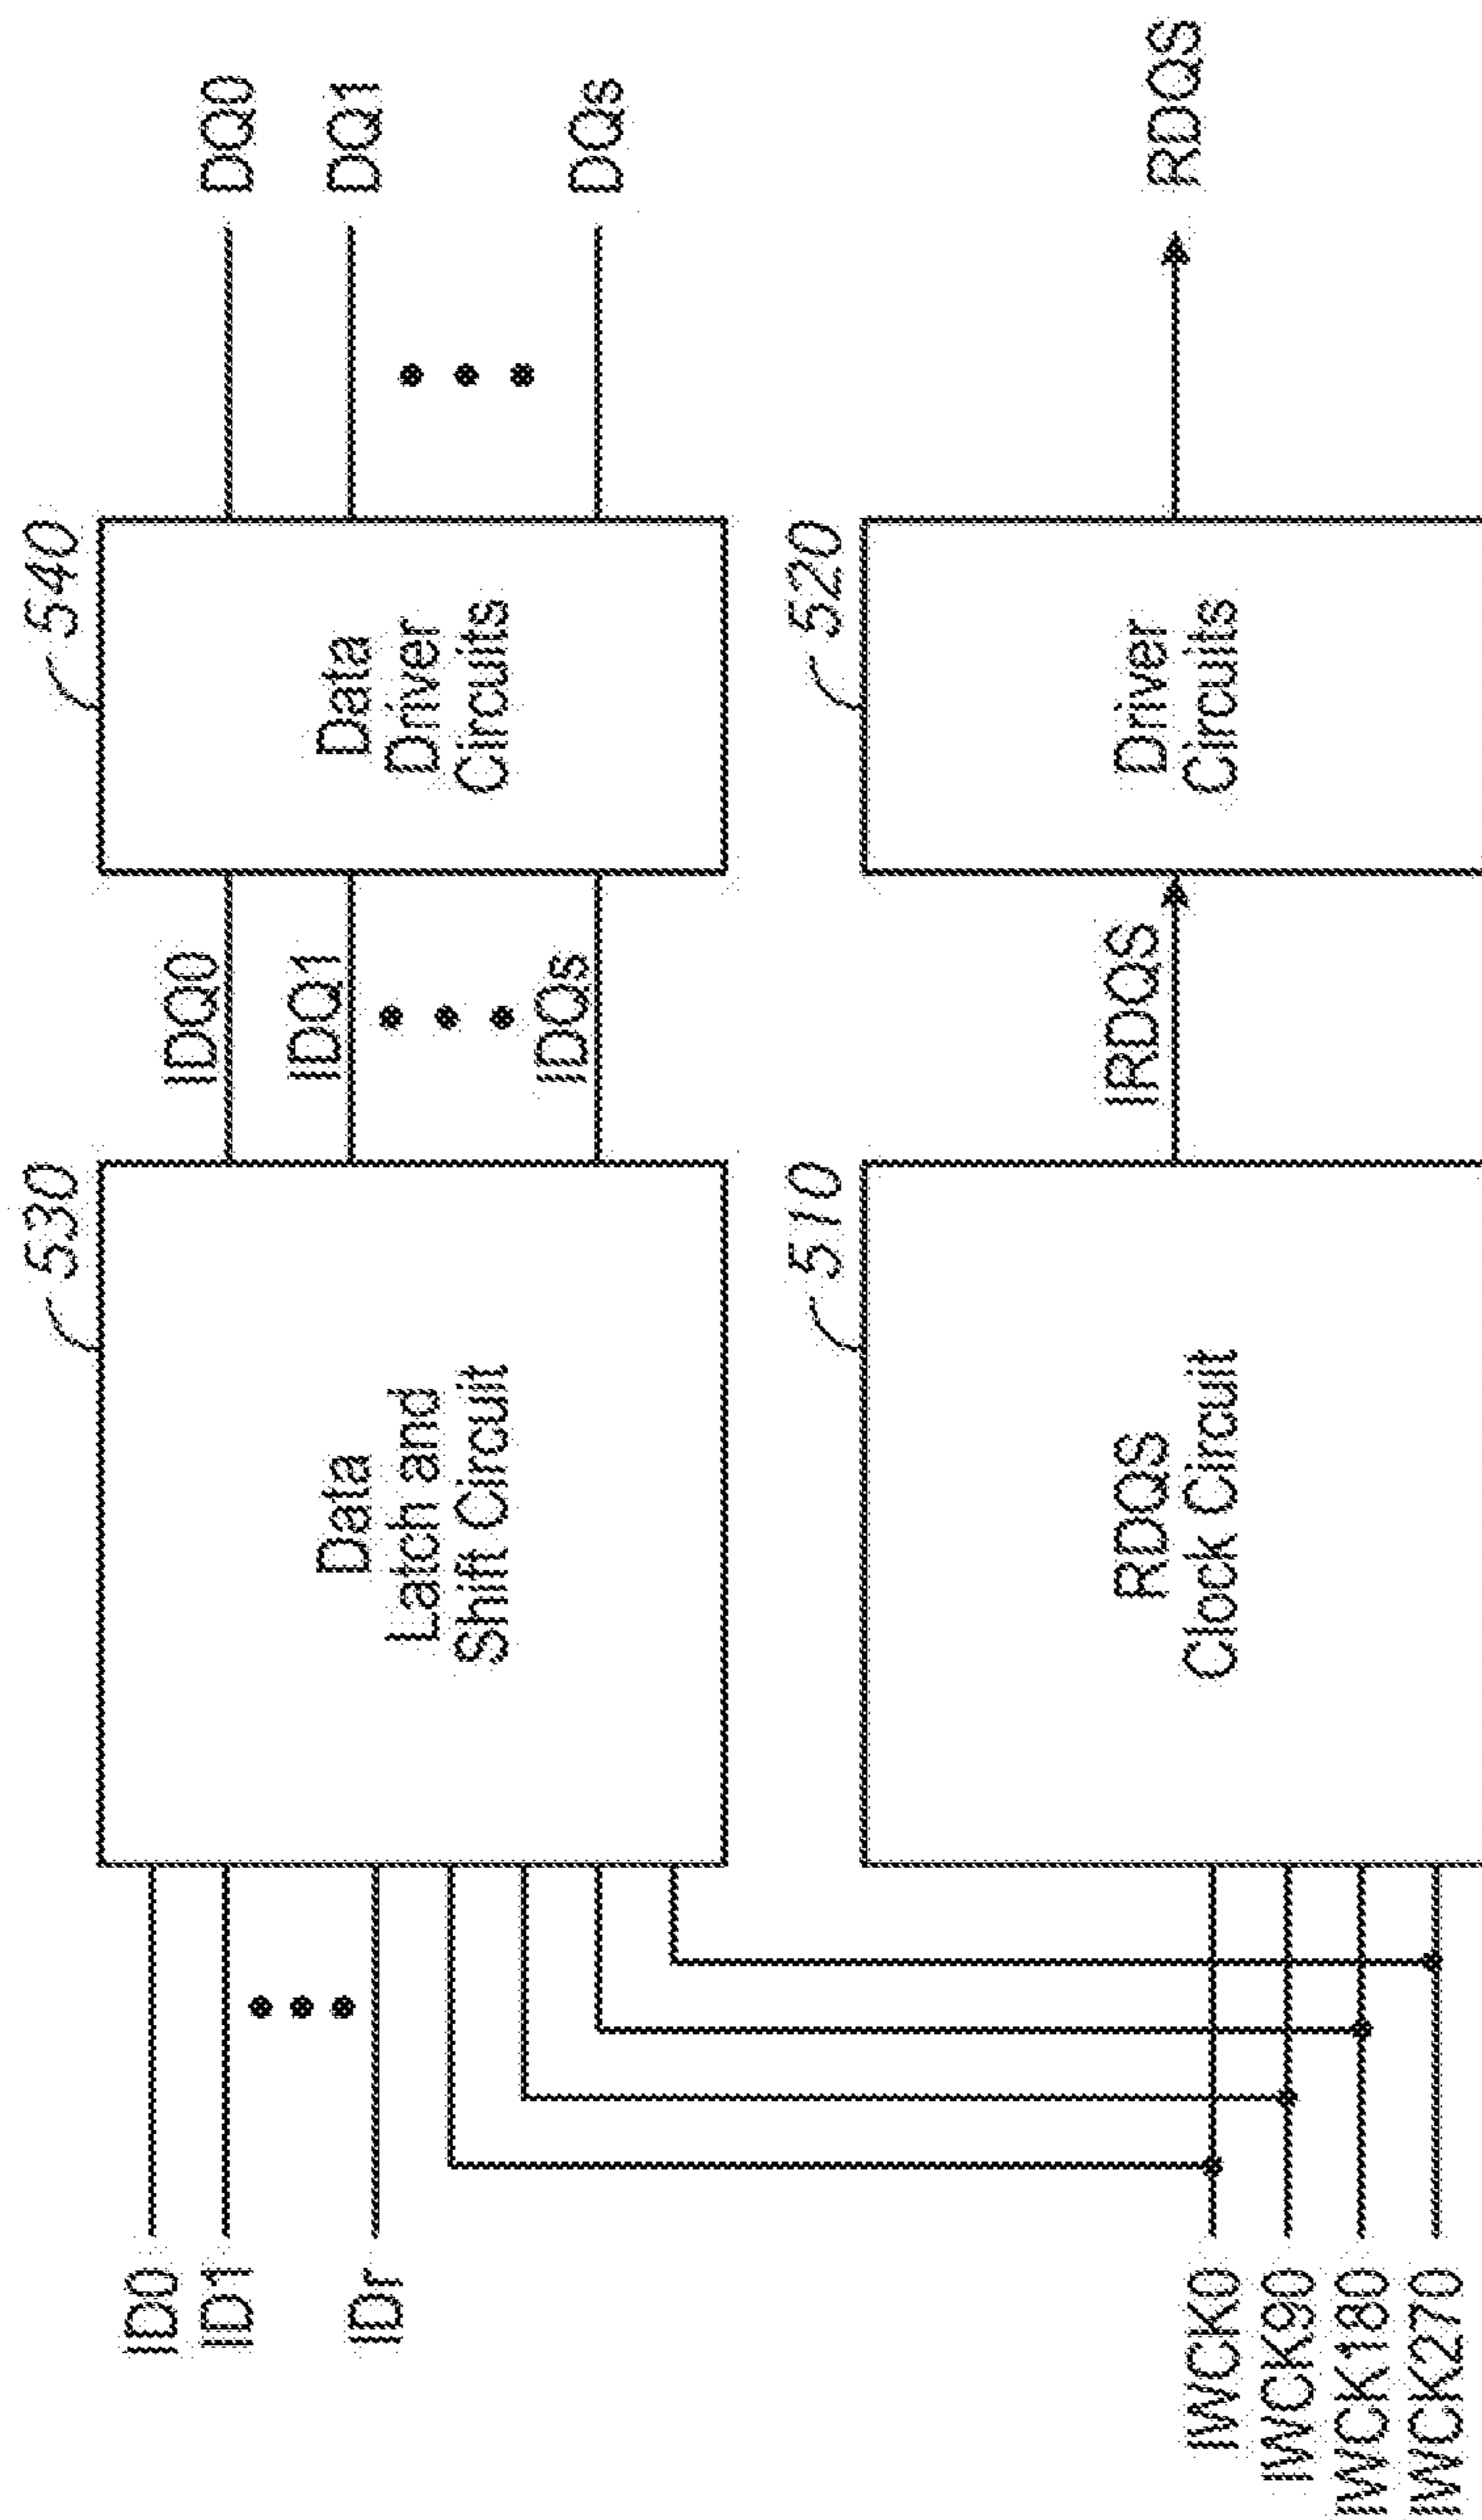 ID0
ID1
IDr
530
Data
Latch and
Shift Circuit
IDQ0
IDQ1
IDQs
540
Data
Driver
Circuits
DQ0
DQ1
DQs
IWCK0
IWCK90
IWCK180
IWCK270
510
RDQS
Clock Circuit
IRDQS
520
Driver
Circuits
RDQS